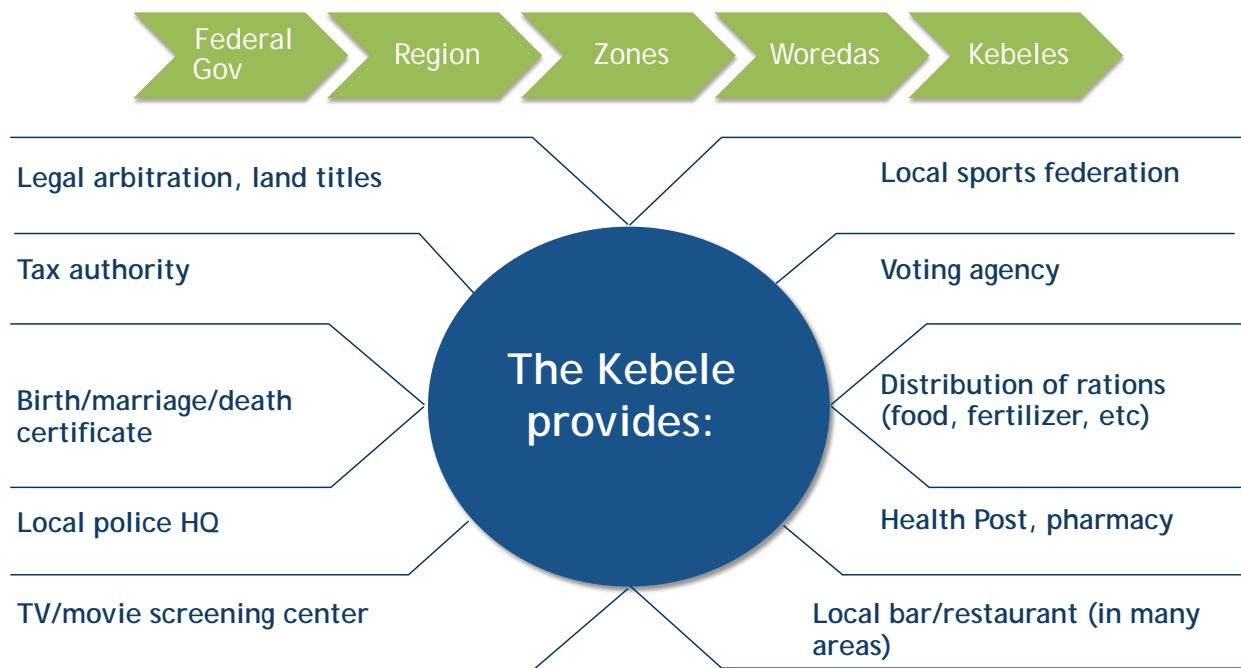 Federal
Gov
Region
Zones
Woredas
Kebeles
Legal arbitration, land titles
Tax authority
Birth/marriage/death
certificate
Local police HQ
TV/movie screening center
The Kebele
provides:
Local sports federation
Voting agency
Distribution of rations
(food, fertilizer, etc)
Health Post, pharmacy
Local bar/restaurant (in many
areas)